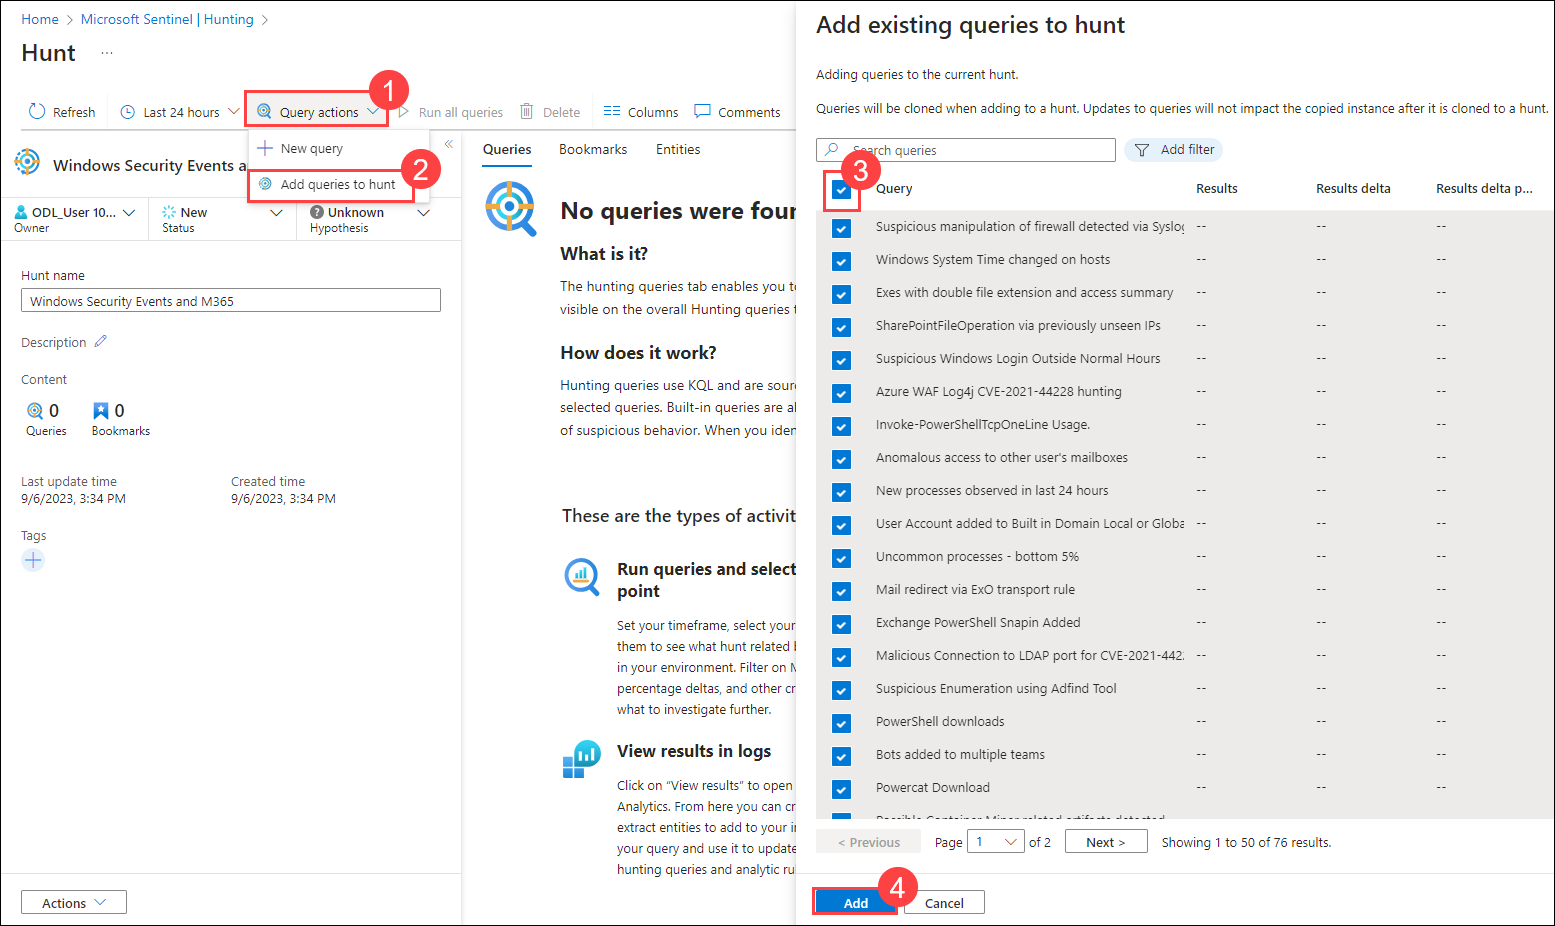 Home > Microsoft Sentinel | Hunting >
Hunt ...
Refresh Last 24 hours Query actions Run all queries Delete Columns Comments
1
New query
Add queries to hunt
2
«
Windows Security Events a
ODL_User 10...
Owner
New
Status
Unknown
Hypothesis
Hunt name
Windows Security Events and M365
Description
Content
0
Queries
0
Bookmarks
Last update time
9/6/2023, 3:34 PM
Created time
9/6/2023, 3:34 PM
Tags
Actions
Queries Bookmarks Entities
No queries were four
What is it?
The hunting queries tab enables you to
visible on the overall Hunting queries
How does it work?
Hunting queries use KQL and are sour
selected queries. Built-in queries are al
of suspicious behavior. When you iden
These are the types of activit
Run queries and select
point
Set your timeframe, select your
them to see what hunt related
in your environment. Filter on
percentage deltas, and other cr
what to investigate further.
View results in logs
Click on “View results” to open
Analytics. From here you can cr
extract entities to add to your i
your query and use it to update
hunting queries and analytic ru
Add existing queries to hunt
Adding queries to the current hunt.
Queries will be cloned when adding to a hunt. Updates to queries will not impact the copied instance after it is cloned to a hunt.
Search queries Add filter
3
Query Results Results delta Results delta p...
Suspicious manipulation of firewall detected via Syslog -- -- --
Windows System Time changed on hosts -- -- --
Exes with double file extension and access summary -- -- --
SharePointFileOperation via previously unseen IPs -- -- --
Suspicious Windows Login Outside Normal Hours -- -- --
Azure WAF Log4j CVE-2021-44228 hunting -- -- --
Invoke-PowerShellTcpOneLine Usage. -- -- --
Anomalous access to other user's mailboxes -- -- --
New processes observed in last 24 hours -- -- --
User Account added to Built in Domain Local or Globa -- -- --
Uncommon processes - bottom 5% -- -- --
Mail redirect via ExO transport rule -- -- --
Exchange PowerShell Snapin Added -- -- --
Malicious Connection to LDAP port for CVE-2021-442 -- -- --
Suspicious Enumeration using Adfind Tool -- -- --
PowerShell downloads -- -- --
Bots added to multiple teams -- -- --
Powercat Download -- -- --
Possible Container Miner related artifacts detected
< Previous Page 1 of 2 Next > Showing 1 to 50 of 76 results.
4
Add Cancel